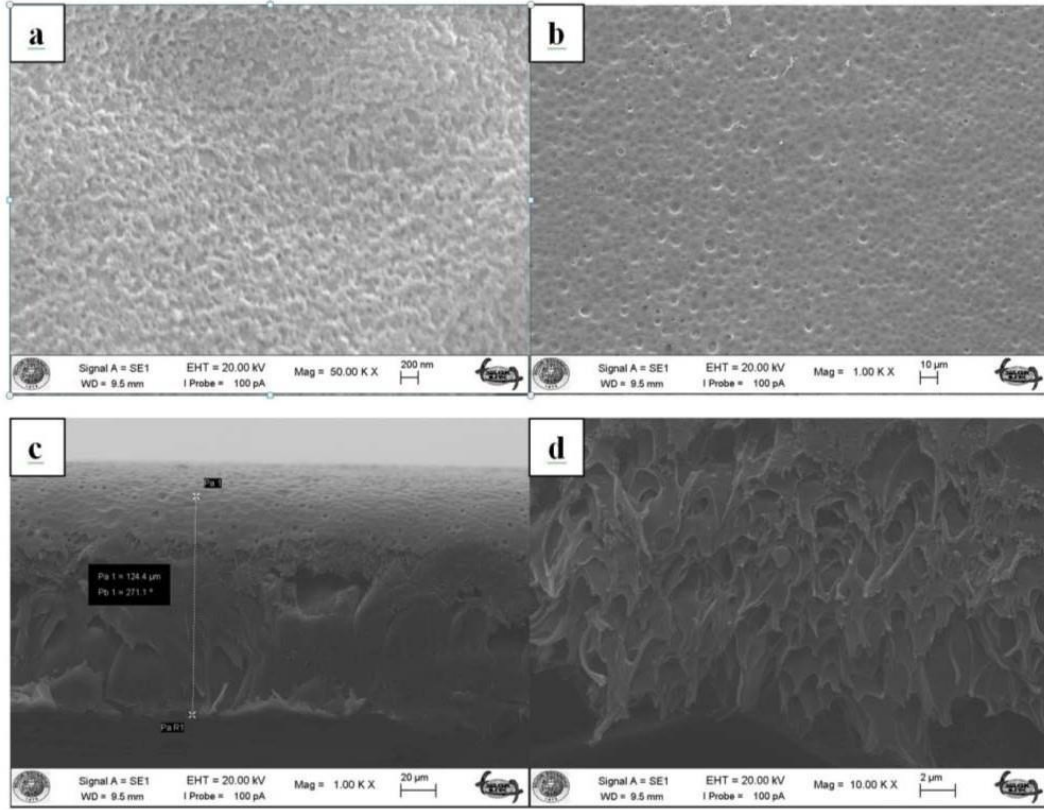 a
b
Signal A = SE1 EHT = 20.00 kV Mag = 50.00 K X 200 nm
WD = 9.5 mm I Probe = 100 pA
Signal A = SE1 EHT = 20.00 kV Mag = 1.00 K X 10 µm
WD = 9.5 mm I Probe = 100 pA
c
d
Pa 1
Pa 1 = 124.4 µm
Pb 1 = 271.1 °
Pa R1
Signal A = SE1 EHT = 20.00 kV Mag = 1.00 K X 20 µm
WD = 9.5 mm I Probe = 100 pA
Signal A = SE1 EHT = 20.00 kV Mag = 10.00 K X 2 µm
WD = 9.5 mm I Probe = 100 pA